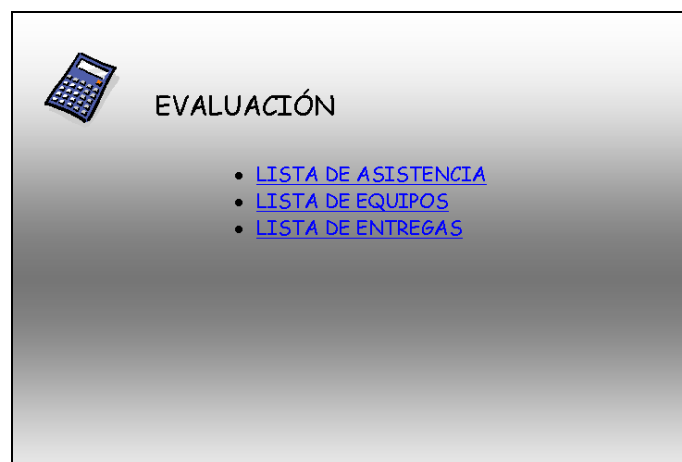 EVALUACIÓN
LISTA DE ASISTENCIA
LISTA DE EQUIPOS
LISTA DE ENTREGAS